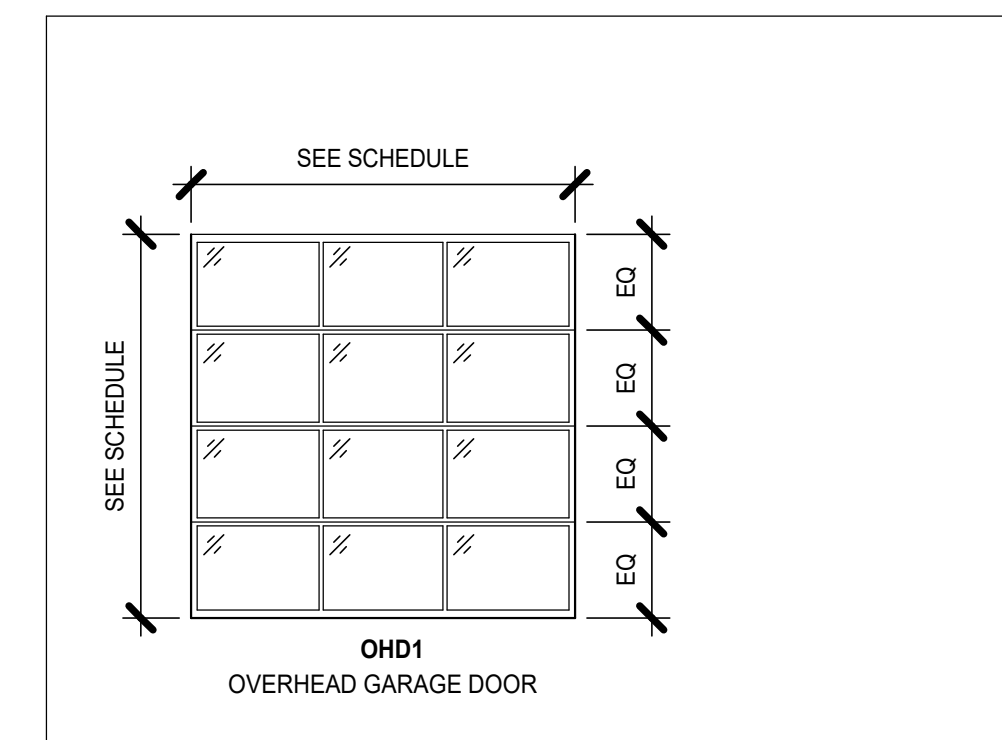 SEE SCHEDULE
SEE SCHEDULE
EQ
EQ
EQ
EQ
OHD1
OVERHEAD GARAGE DOOR